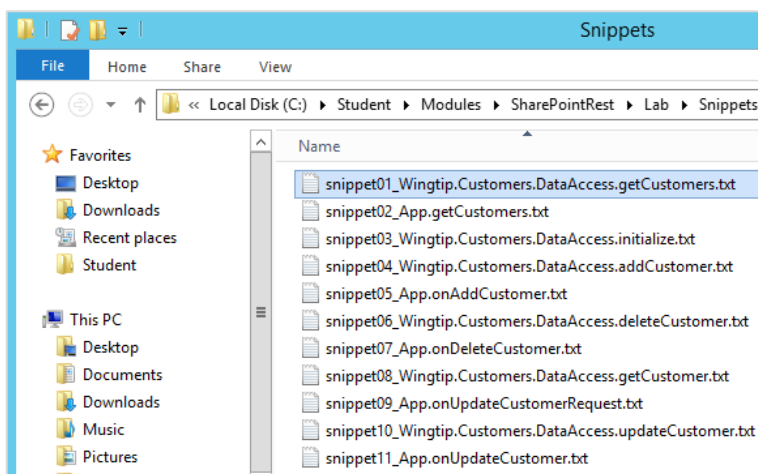 Snippets
File Home Share View
« Local Disk (C:) Student Modules SharePointRest Lab Snippets
Name
Favorites
Desktop
Downloads
Recent places
Student
This PC
Desktop
Documents
Downloads
Music
Pictures
snippet01_Wingtip.Customers.DataAccess.getCustomers.txt
snippet02_App.getCustomers.txt
snippet03_Wingtip.Customers.DataAccess.initialize.txt
snippet04_Wingtip.Customers.DataAccess.addCustomer.txt
snippet05_App.onAddCustomer.txt
snippet06_Wingtip.Customers.DataAccess.deleteCustomer.txt
snippet07_App.onDeleteCustomer.txt
snippet08_Wingtip.Customers.DataAccess.getCustomer.txt
snippet09_App.onUpdateCustomerRequest.txt
snippet10_Wingtip.Customers.DataAccess.updateCustomer.txt
snippet11_App.onUpdateCustomer.txt